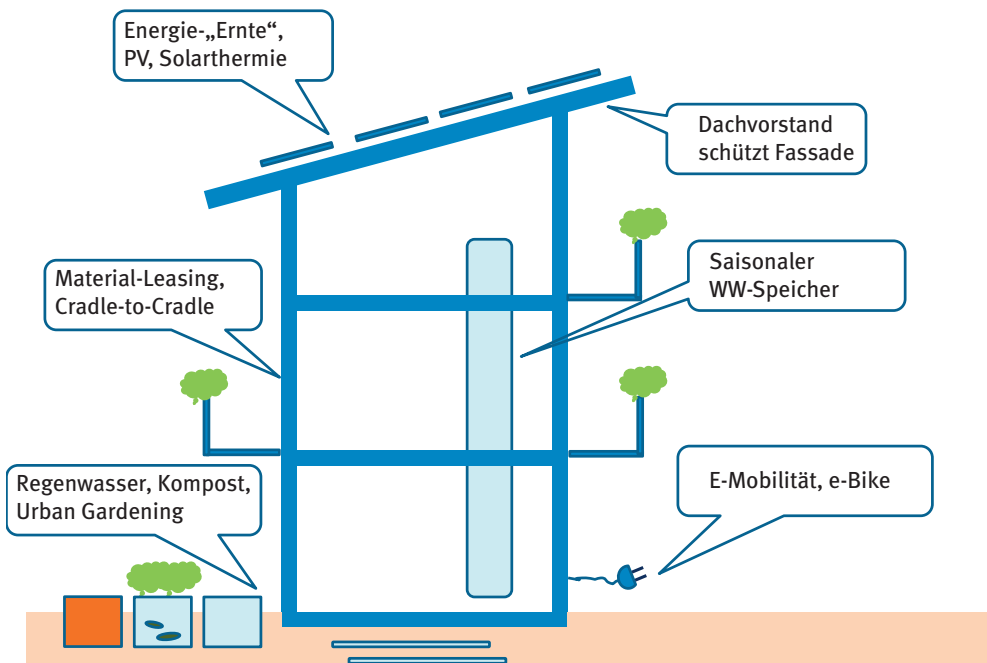 Energie-„Ernte“,
PV, Solarthermie
Dachvorstand
schützt Fassade
Material-Leasing,
Cradle-to-Cradle
Saisonaler
WW-Speicher
Regenwasser, Kompost,
Urban Gardening
E-Mobilität, e-Bike